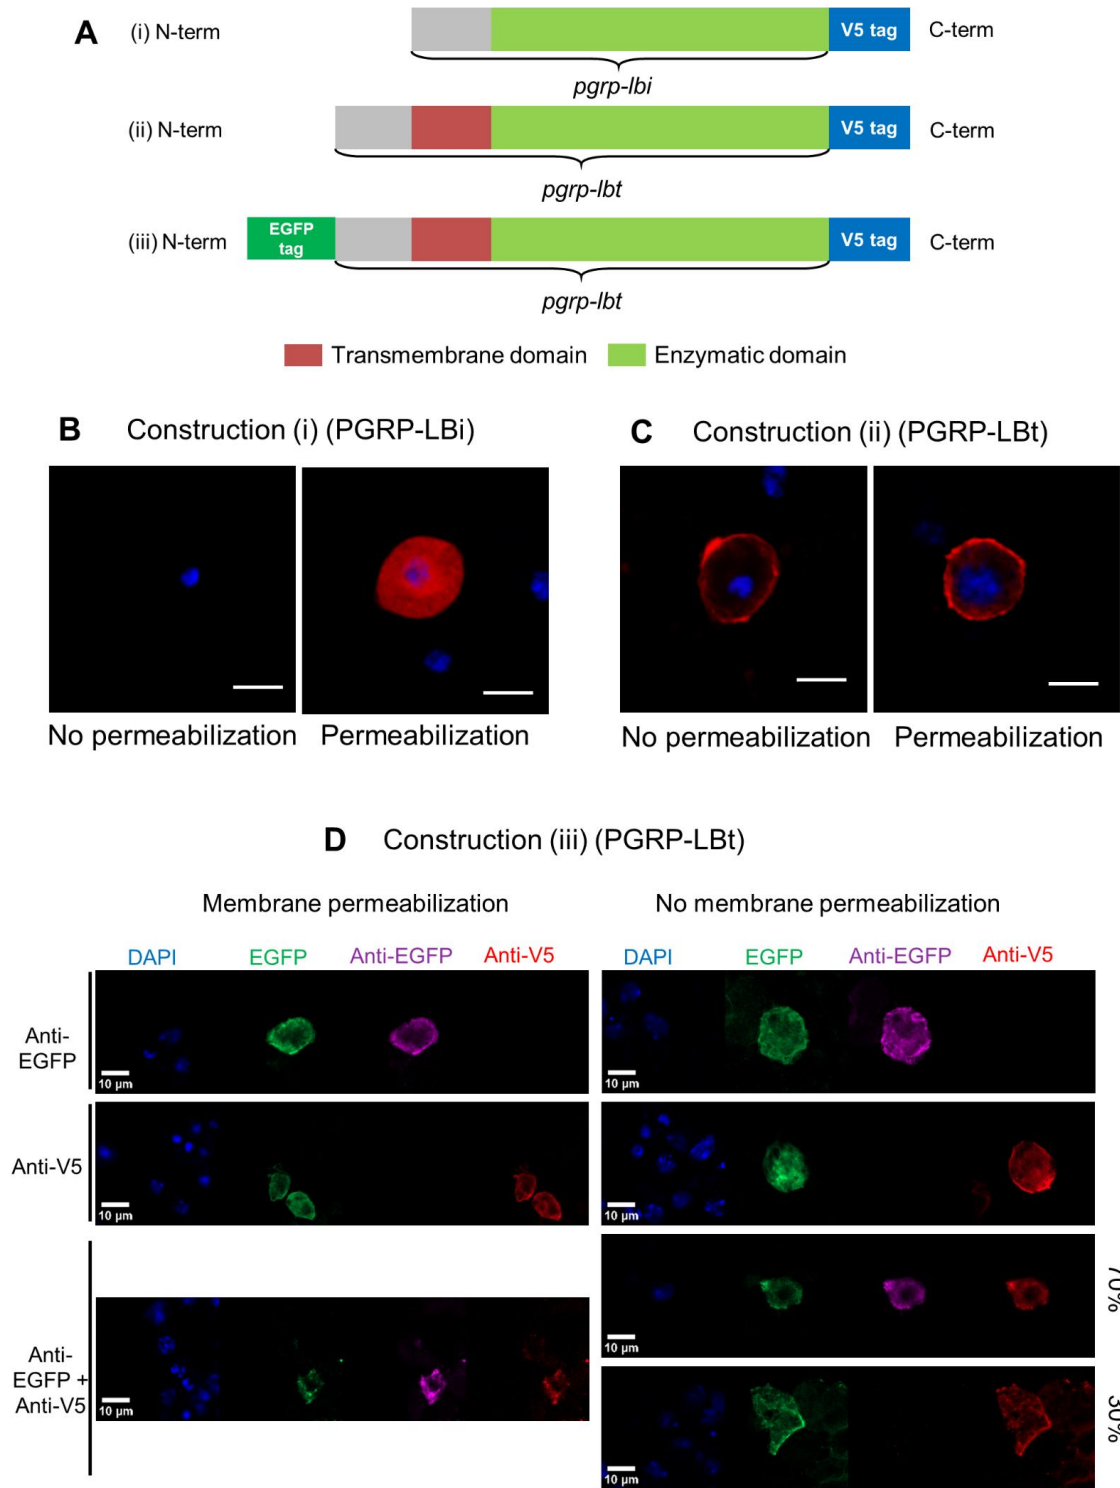 A
(i) N-term
V5 tag
C-term
pgrp-lbi
(ii) N-term
V5 tag
C-term
pgrp-lbt
(iii) N-term
EGFP
tag
V5 tag
C-term
pgrp-lbt
Transmembrane domain
Enzymatic domain
B Construction (i) (PGRP-LBi)
No permeabilization
Permeabilization
C Construction (ii) (PGRP-LBt)
No permeabilization
Permeabilization
D Construction (iii) (PGRP-LBt)
Membrane permeabilization
No membrane permeabilization
DAPI EGFP Anti-EGFP Anti-V5
DAPI EGFP Anti-EGFP Anti-V5
Anti-
EGFP
10 µm
10 µm
Anti-V5
10 µm
10 µm
Anti-
EGFP +
Anti-V5
10 µm
10 µm
70%
10 µm
30%